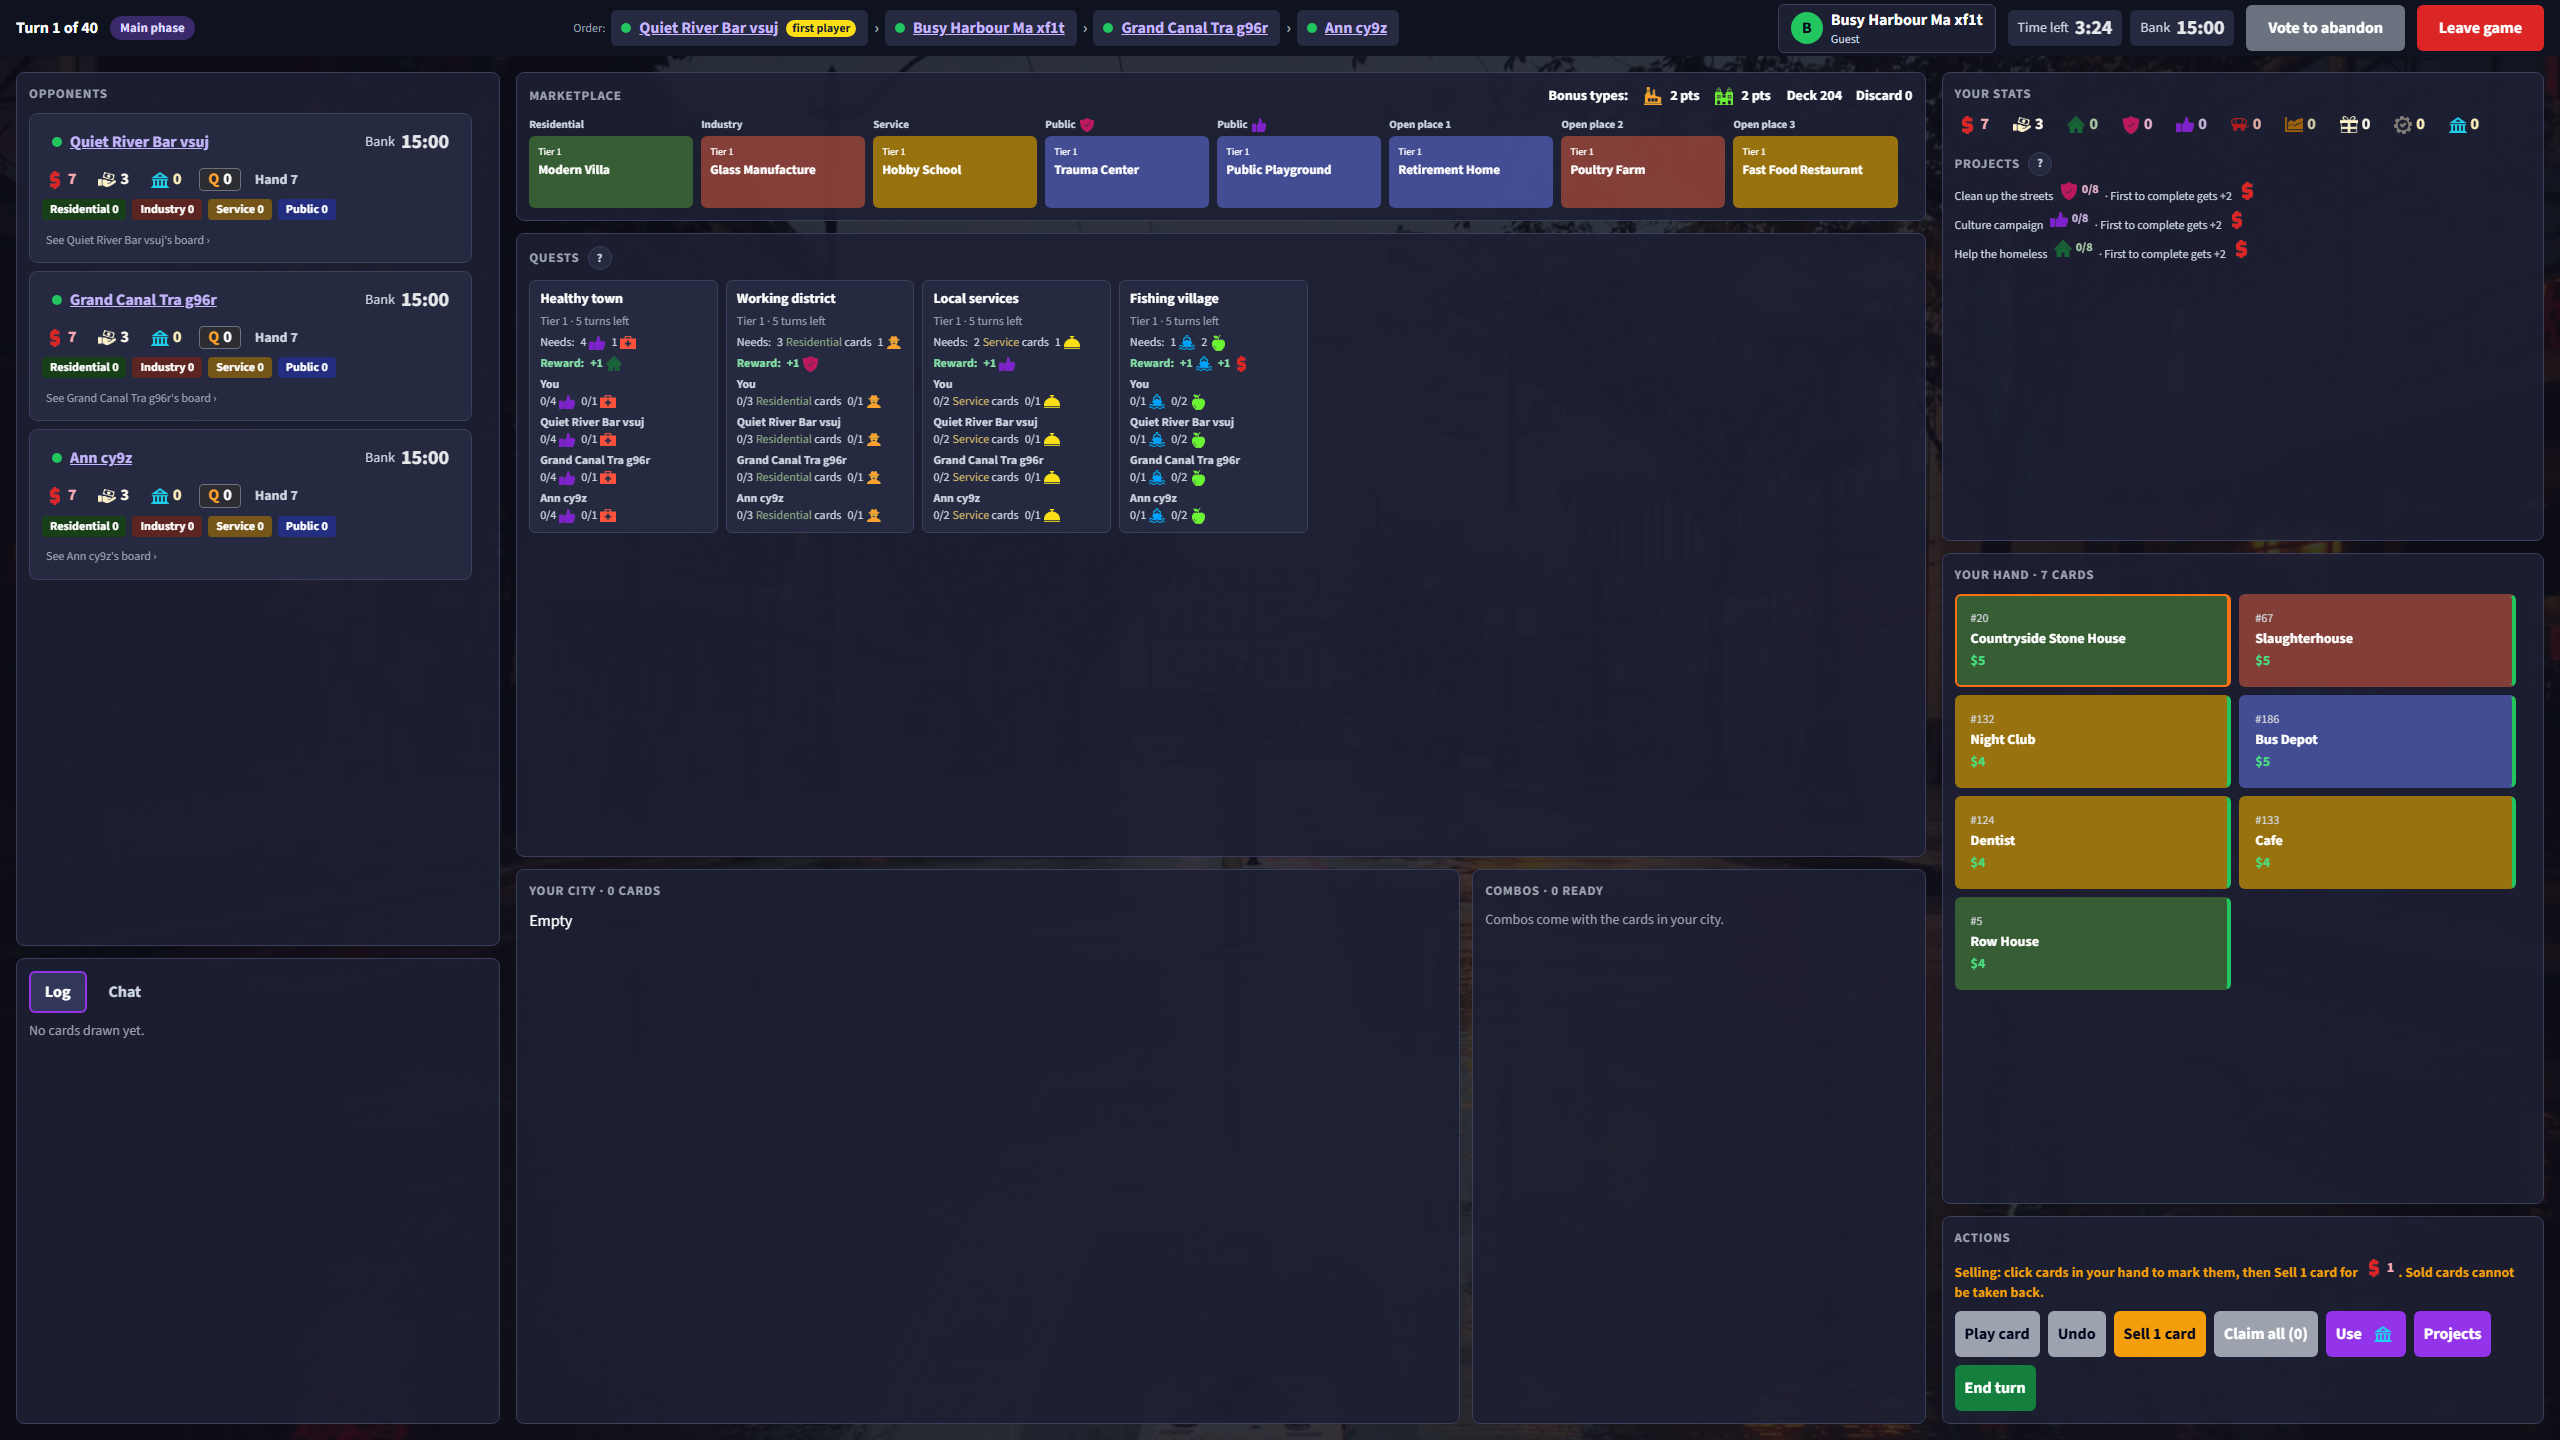 Turn 1 of 40 Main phase
Order: Quiet River Bar vsuj first player › Busy Harbour Ma xf1t › Grand Canal Tra g96r › Ann cy9z
B Busy Harbour Ma xf1t
Guest
Time left 3:24 Bank 15:00 Vote to abandon Leave game
OPPONENTS
Quiet River Bar vsuj Bank 15:00
7 3 0 Q 0 Hand 7
Residential 0 Industry 0 Service 0 Public 0
See Quiet River Bar vsuj's board ›
Grand Canal Tra g96r Bank 15:00
7 3 0 Q 0 Hand 7
Residential 0 Industry 0 Service 0 Public 0
See Grand Canal Tra g96r's board ›
Ann cy9z Bank 15:00
7 3 0 Q 0 Hand 7
Residential 0 Industry 0 Service 0 Public 0
See Ann cy9z's board ›
Log Chat
No cards drawn yet.
MARKETPLACE Bonus types: 2 pts 2 pts Deck 204 Discard 0
Residential Industry Service Public Public Open place 1 Open place 2 Open place 3
Tier 1 Tier 1 Tier 1 Tier 1 Tier 1 Tier 1 Tier 1 Tier 1
Modern Villa Glass Manufacture Hobby School Trauma Center Public Playground Retirement Home Poultry Farm Fast Food Restaurant
QUESTS ?
Healthy town
Tier 1 · 5 turns left
Needs: 4 1
Reward: +1
You
0/4 0/1
Quiet River Bar vsuj
0/4 0/1
Grand Canal Tra g96r
0/4 0/1
Ann cy9z
0/4 0/1
Working district
Tier 1 · 5 turns left
Needs: 3 Residential cards 1
Reward: +1
You
0/3 Residential cards 0/1
Quiet River Bar vsuj
0/3 Residential cards 0/1
Grand Canal Tra g96r
0/3 Residential cards 0/1
Ann cy9z
0/3 Residential cards 0/1
Local services
Tier 1 · 5 turns left
Needs: 2 Service cards 1
Reward: +1
You
0/2 Service cards 0/1
Quiet River Bar vsuj
0/2 Service cards 0/1
Grand Canal Tra g96r
0/2 Service cards 0/1
Ann cy9z
0/2 Service cards 0/1
Fishing village
Tier 1 · 5 turns left
Needs: 1 2
Reward: +1 +1
You
0/1 0/2
Quiet River Bar vsuj
0/1 0/2
Grand Canal Tra g96r
0/1 0/2
Ann cy9z
0/1 0/2
YOUR CITY · 0 CARDS
Empty
COMBOS · 0 READY
Combos come with the cards in your city.
YOUR STATS
7 3 0 0 0 0 0 0 0 0
PROJECTS ?
Clean up the streets 0/8 · First to complete gets +2
Culture campaign 0/8 · First to complete gets +2
Help the homeless 0/8 · First to complete gets +2
YOUR HAND · 7 CARDS
#20
Countryside Stone House
$5
#67
Slaughterhouse
$5
#132
Night Club
$4
#186
Bus Depot
$5
#124
Dentist
$4
#133
Cafe
$4
#5
Row House
$4
ACTIONS
Selling: click cards in your hand to mark them, then Sell 1 card for 1 . Sold cards cannot
be taken back.
Play card Undo Sell 1 card Claim all (0) Use Projects
End turn